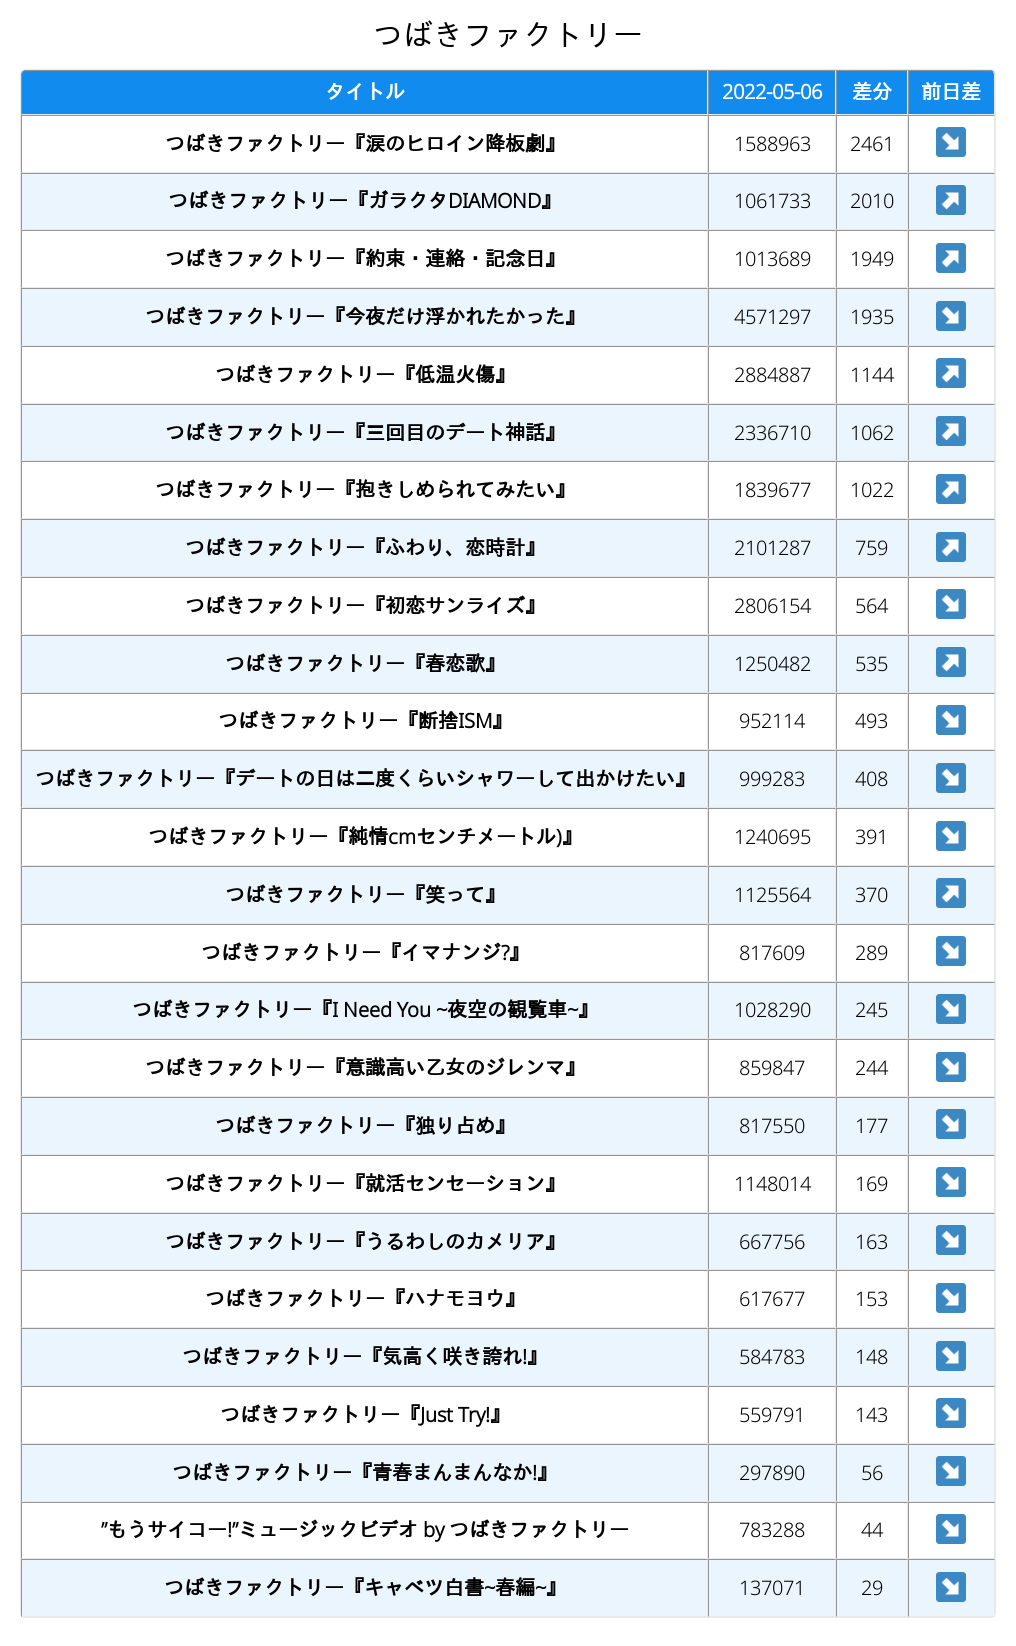 つばきファクトリー
タイトル 2022-05-06 差分 前日差
つばきファクトリー『涙のヒロイン降板劇』 1588963 2461 ↘
つばきファクトリー『ガラクタDIAMOND』 1061733 2010 ↗
つばきファクトリー『約束・連絡・記念日』 1013689 1949 ↗
つばきファクトリー『今夜だけ浮かれたかった』 4571297 1935 ↘
つばきファクトリー『低温火傷』 2884887 1144 ↗
つばきファクトリー『三回目のデート神話』 2336710 1062 ↗
つばきファクトリー『抱きしめられてみたい』 1839677 1022 ↗
つばきファクトリー『ふわり、恋時計』 2101287 759 ↗
つばきファクトリー『初恋サンライズ』 2806154 564 ↘
つばきファクトリー『春恋歌』 1250482 535 ↗
つばきファクトリー『断捨ISM』 952114 493 ↘
つばきファクトリー『デートの日は二度くらいシャワーして出かけたい』 999283 408 ↘
つばきファクトリー『純情cmセンチメートル)』 1240695 391 ↘
つばきファクトリー『笑って』 1125564 370 ↗
つばきファクトリー『イマナンジ?』 817609 289 ↘
つばきファクトリー『I Need You ~夜空の観覧車~』 1028290 245 ↘
つばきファクトリー『意識高い乙女のジレンマ』 859847 244 ↘
つばきファクトリー『独り占め』 817550 177 ↘
つばきファクトリー『就活センセーション』 1148014 169 ↘
つばきファクトリー『うるわしのカメリア』 667756 163 ↘
つばきファクトリー『ハナモヨウ』 617677 153 ↘
つばきファクトリー『気高く咲き誇れ!』 584783 148 ↘
つばきファクトリー『Just Try!』 559791 143 ↘
つばきファクトリー『青春まんまんなか!』 297890 56 ↘
”もうサイコー!”ミュージックビデオ by つばきファクトリー 783288 44 ↘
つばきファクトリー『キャベツ白書~春編~』 137071 29 ↘